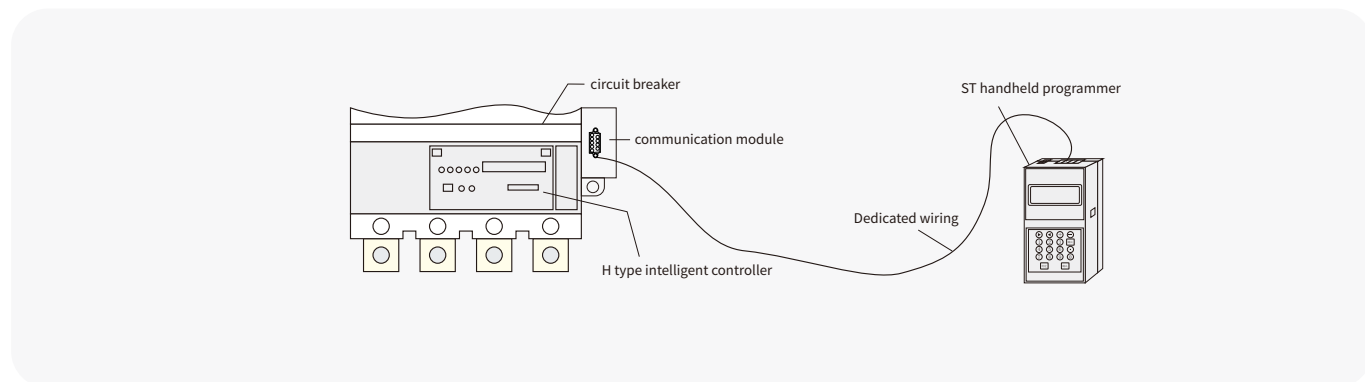 circuit breaker
ST handheld programmer
communication module
Dedicated wiring
H type intelligent controller